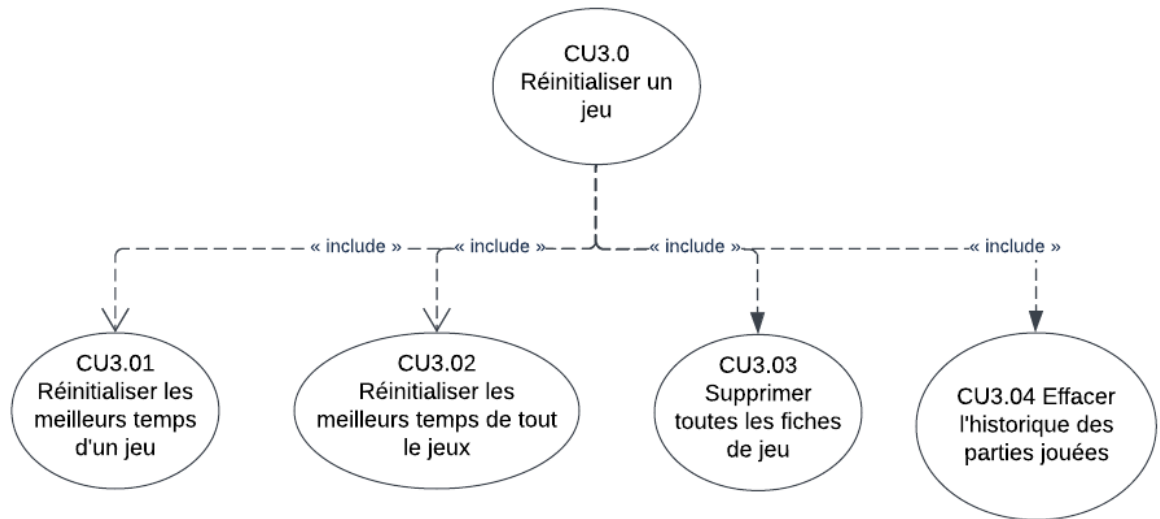 CU3.0
Réinitialiser un
jeu
« include »
« include »
« include »
« include »
CU3.01
Réinitialiser les
meilleurs temps
d'un jeu
CU3.02
Réinitialiser les
meilleurs temps de tout
le jeux
CU3.03
Supprimer
toutes les fiches
de jeu
CU3.04 Effacer
l'historique des
parties jouées